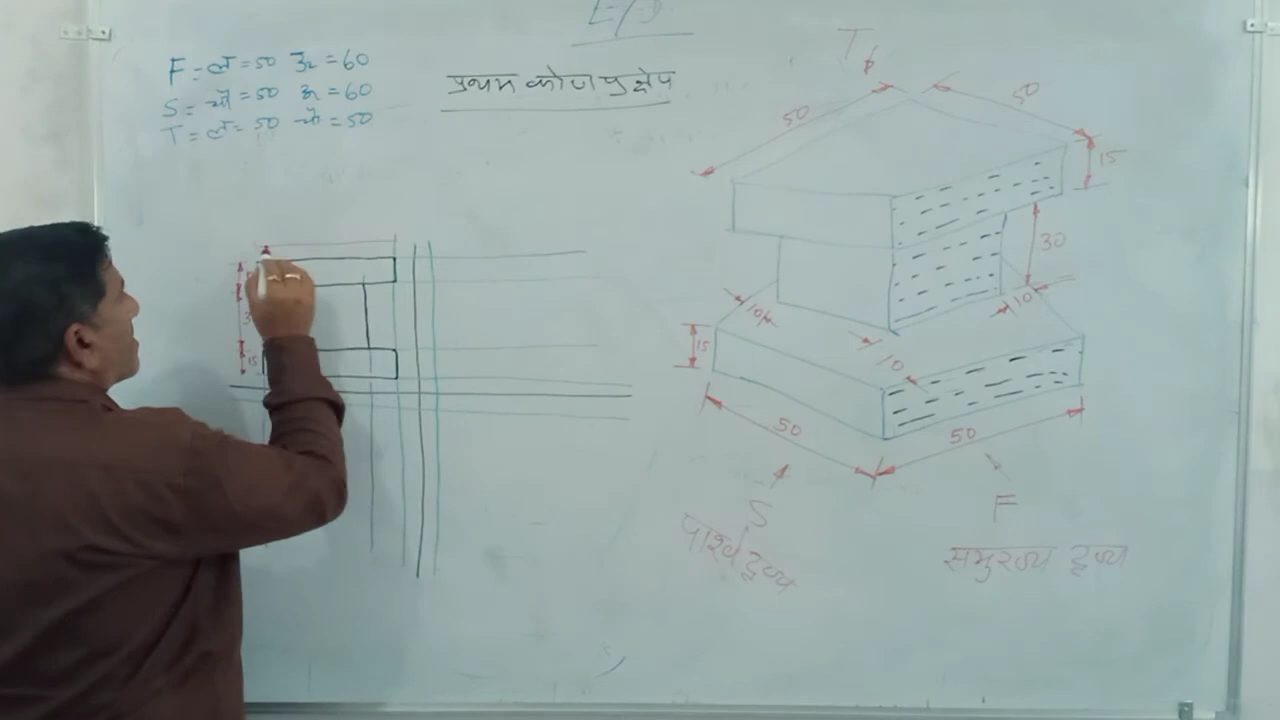 E/D
F = ल = 50 ऊ = 60
S = चौ = 50 ऊ = 60
T = ल = 50 चौ = 50
प्रथम कोण प्रक्षेप
T
50
50
15
30
10
10
15
10
50
50
15
S
F
पार्श्व दृश्य
समुख्य दृश्य